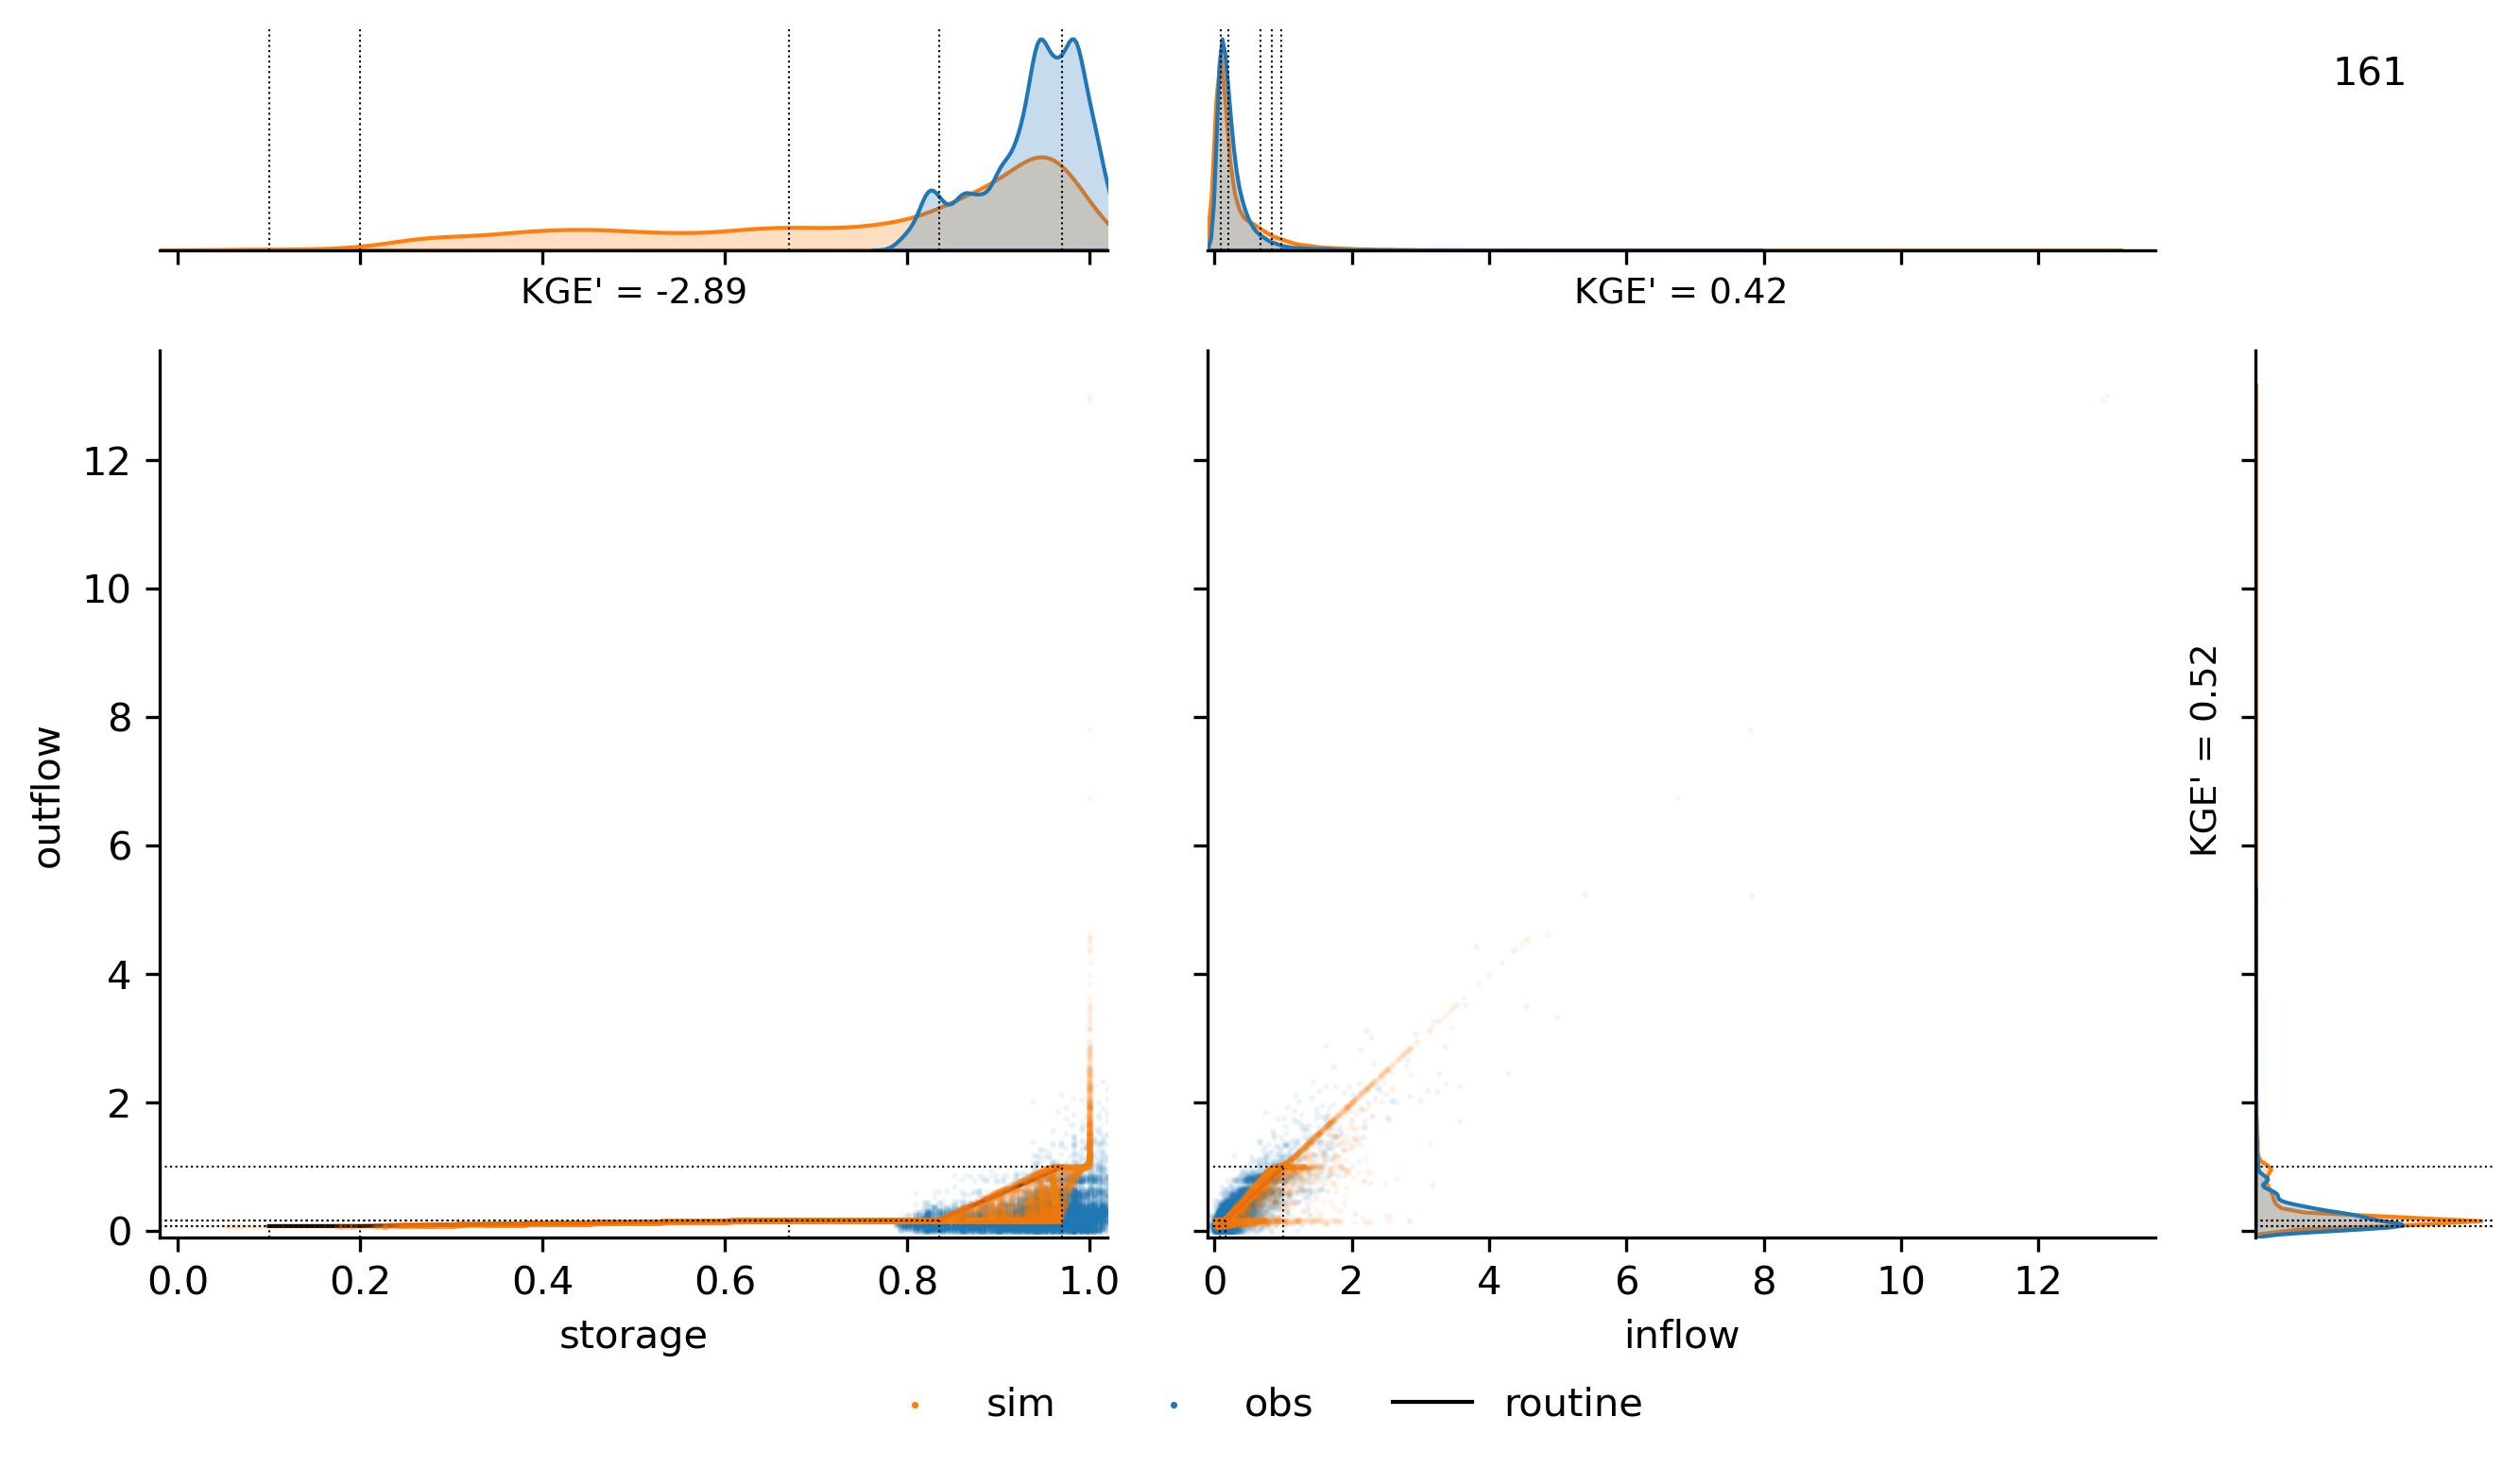 161
KGE' = -2.89
KGE' = 0.42
outflow
12
10
8
6
4
2
0
KGE' = 0.52
0.0 0.2 0.4 0.6 0.8 1.0
0 2 4 6 8 10 12
storage
inflow
sim obs routine